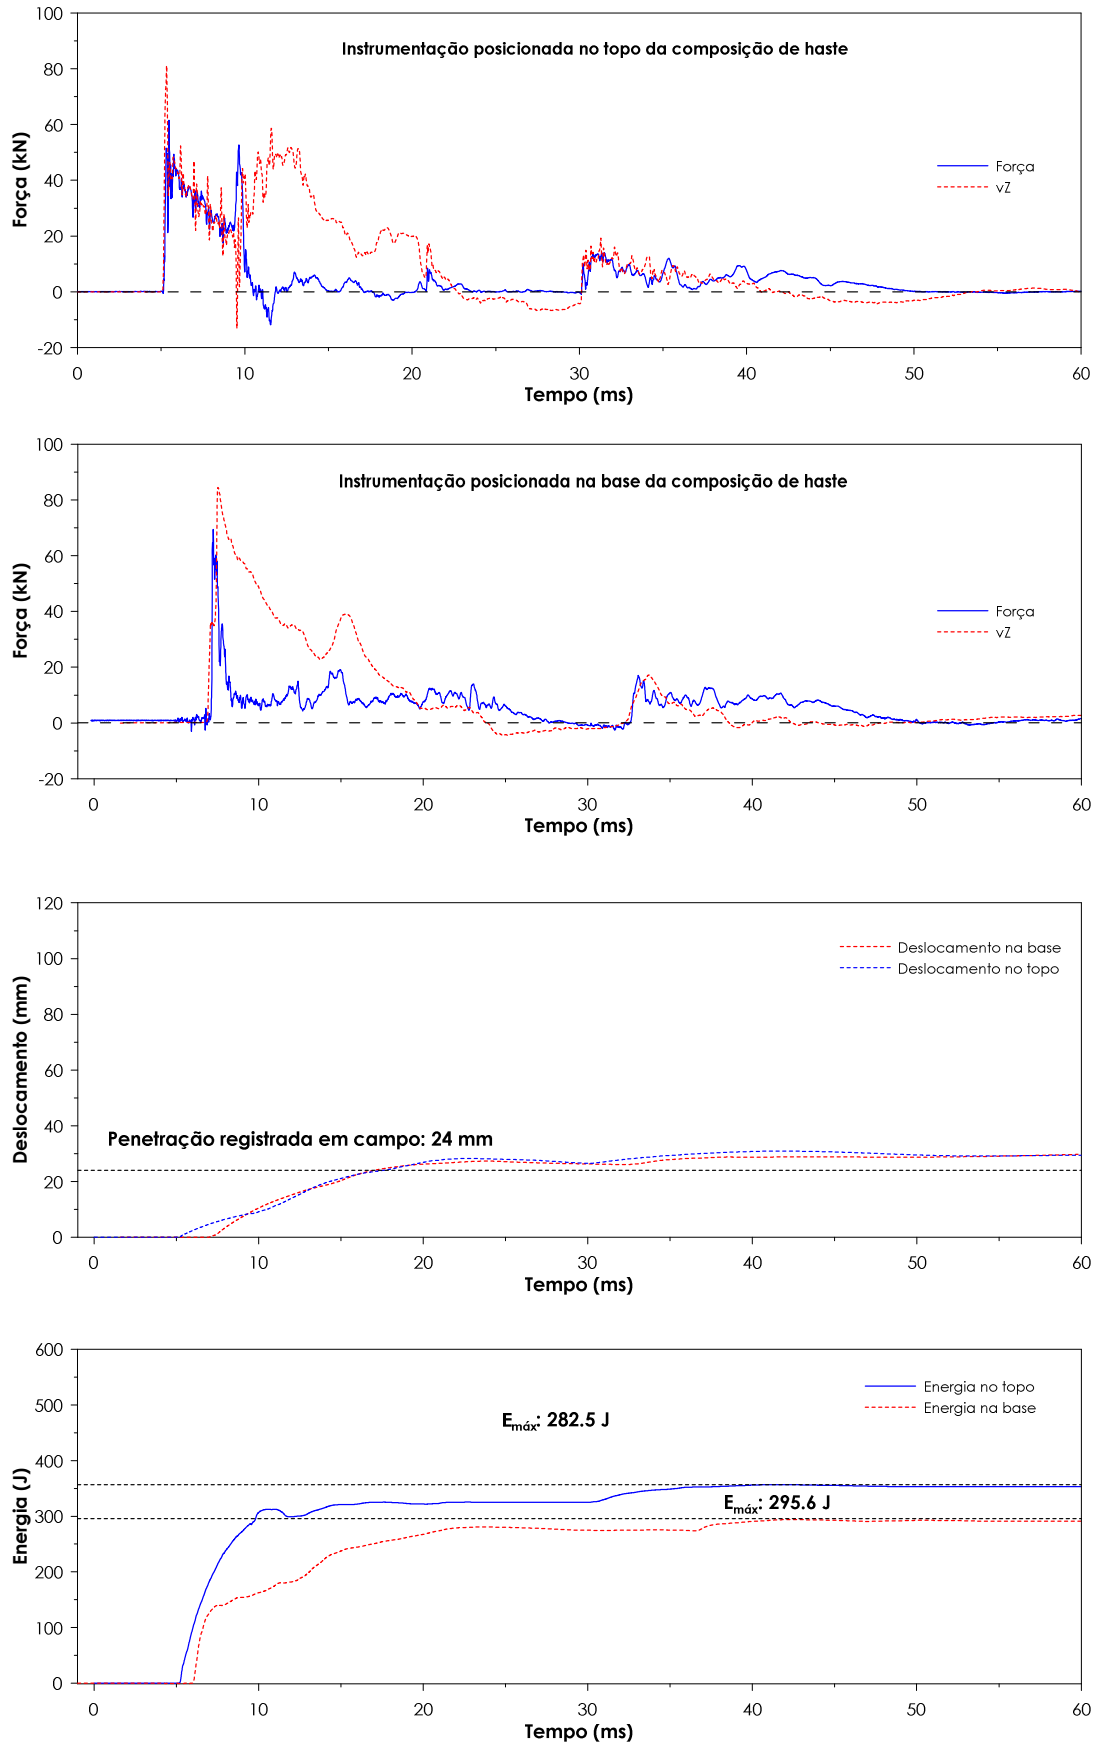 100
80
60
40
20
0
-20
Força (kN)
Instrumentação posicionada no topo da composição de haste
Força
vZ
0 10 20 30 40 50 60
Tempo (ms)
100
80
60
40
20
0
-20
Força (kN)
Instrumentação posicionada na base da composição de haste
Força
vZ
0 10 20 30 40 50 60
Tempo (ms)
120
100
80
60
40
20
0
Deslocamento (mm)
Deslocamento na base
Deslocamento no topo
Penetração registrada em campo: 24 mm
0 10 20 30 40 50 60
Tempo (ms)
600
500
400
300
200
100
0
Energia (J)
Energia no topo
Energia na base
Emáx: 282.5 J
Emáx: 295.6 J
0 10 20 30 40 50 60
Tempo (ms)